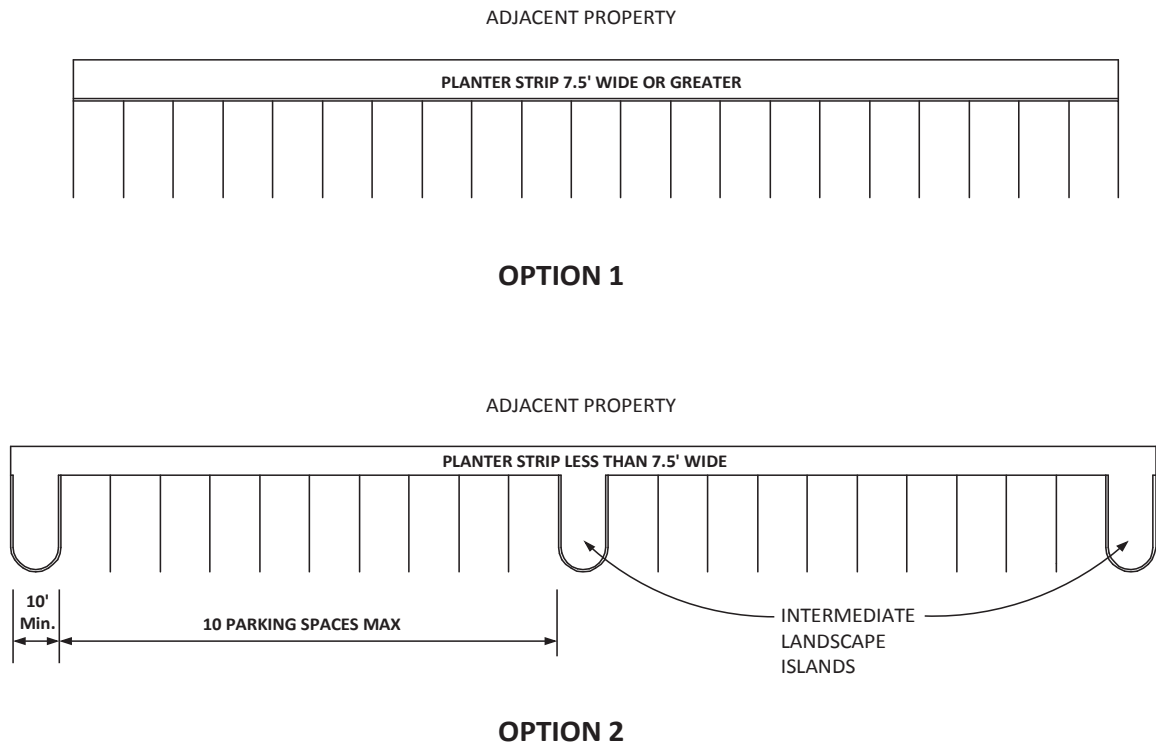 ADJACENT PROPERTY
PLANTER STRIP 7.5' WIDE OR GREATER
OPTION 1
ADJACENT PROPERTY
PLANTER STRIP LESS THAN 7.5' WIDE
10'
Min.
10 PARKING SPACES MAX
INTERMEDIATE
LANDSCAPE
ISLANDS
OPTION 2